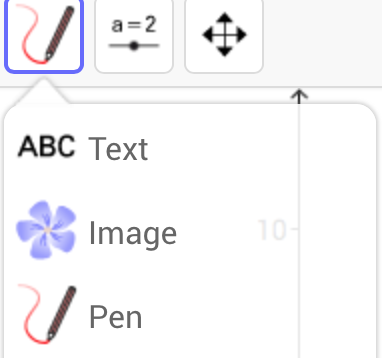 a = 2
ABC Text
Image
10
Pen